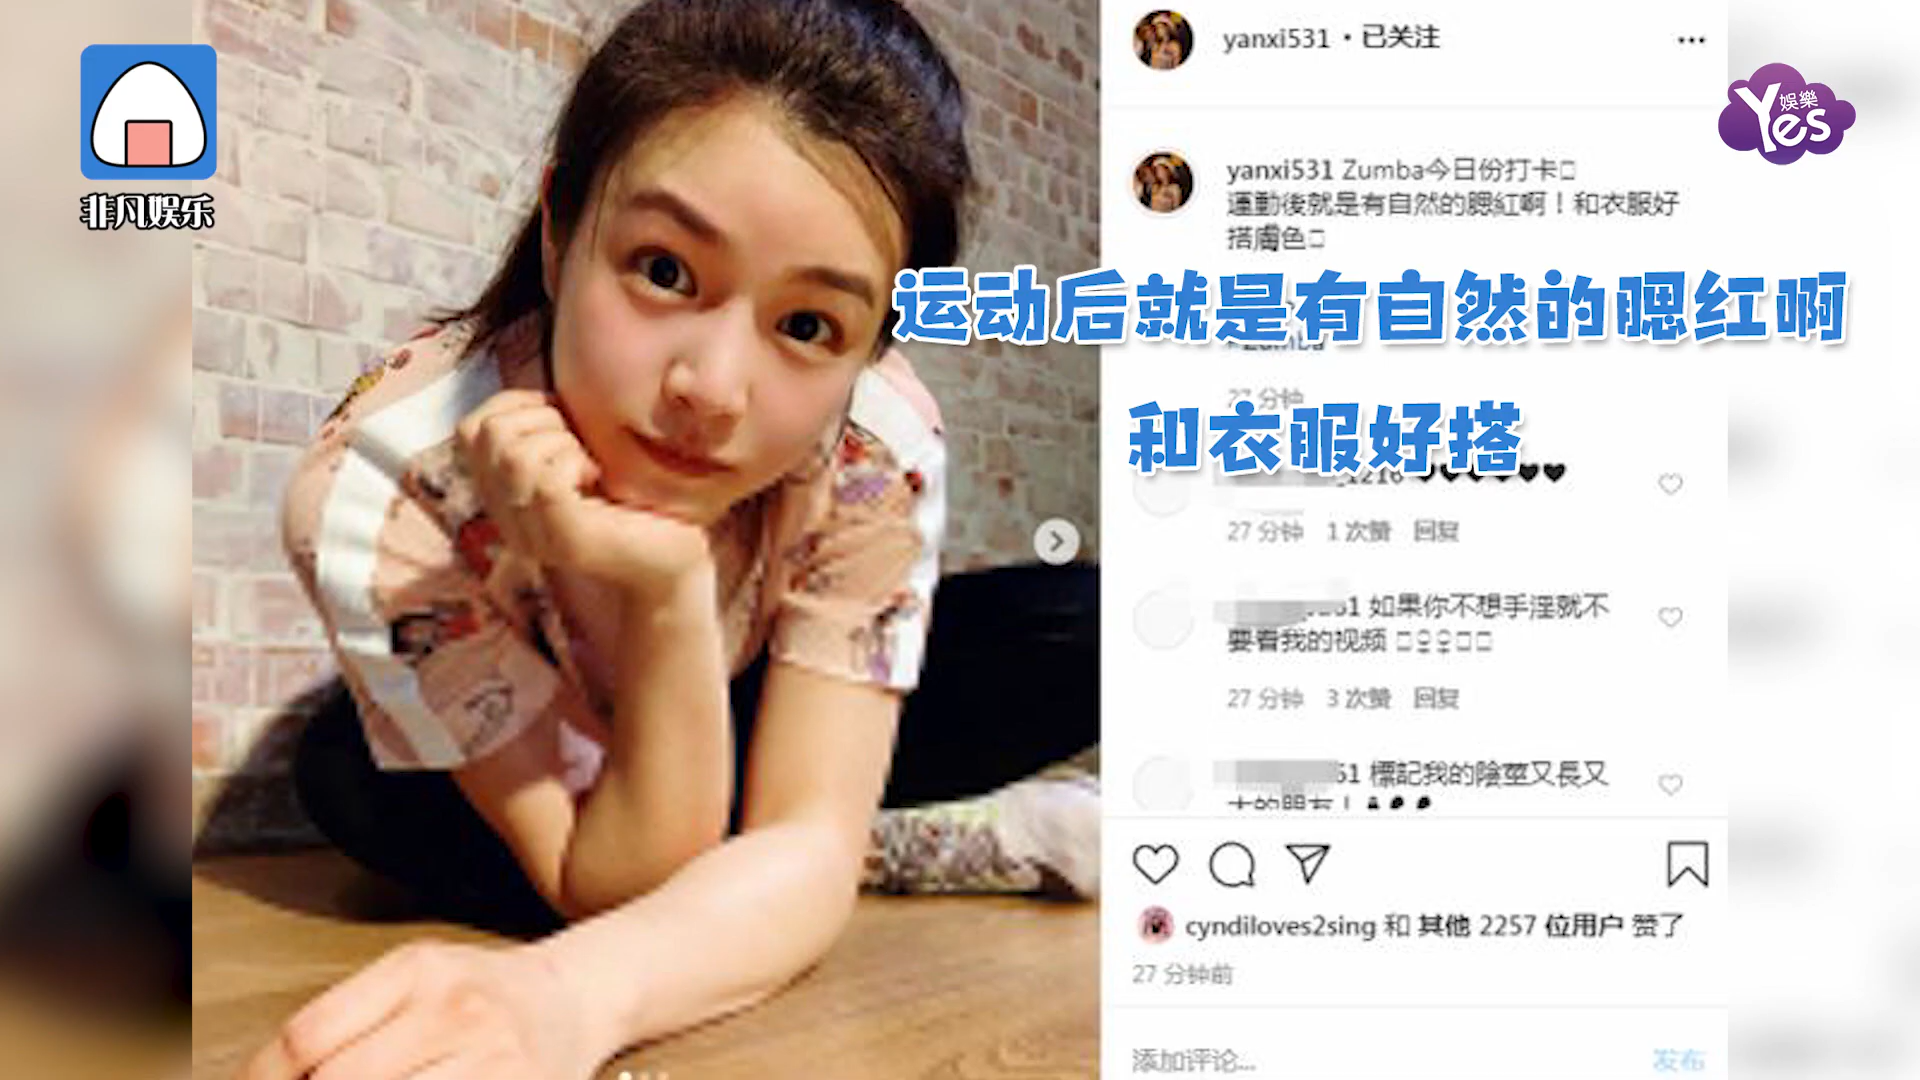 非凡娱乐
yanxi531 • 已关注
Yes 娱樂
yanxi531 Zumba今日份打卡
運動後就是有自然的腮紅啊！和衣服好
搭膚色
运动后就是有自然的腮红啊
27 分钟
和衣服好搭
27 分钟 1 次赞 回复
如果你不想手淫就不
要看我的视频
27 分钟 3 次赞 回复
標記我的陰莖又長又
cyndiloves2sing 和 其他 2257 位用户 赞了
27 分钟前
添加评论...
发布